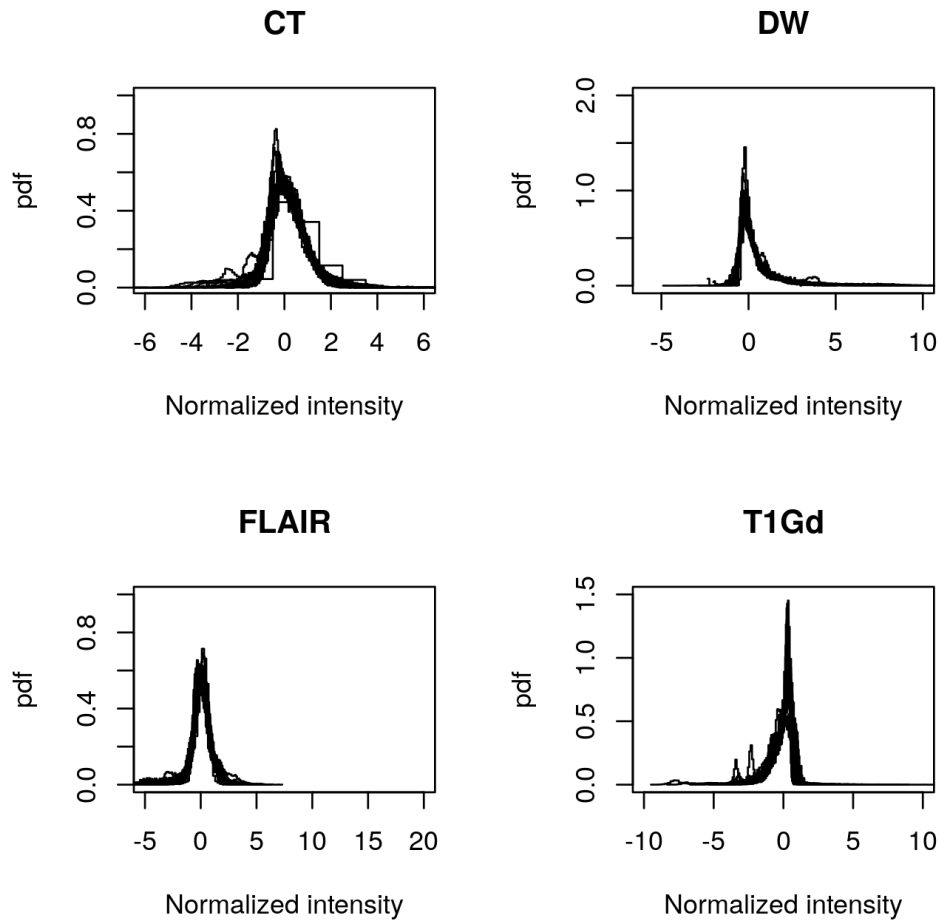 CT
pdf
0.0 0.4 0.8
-6 -4 -2 0 2 4 6
Normalized intensity
DW
pdf
0.0 1.0 2.0
-5 0 5 10
Normalized intensity
FLAIR
pdf
0.0 0.4 0.8
-5 0 5 10 15 20
Normalized intensity
T1Gd
pdf
0.0 0.5 1.0 1.5
-10 -5 0 5 10
Normalized intensity